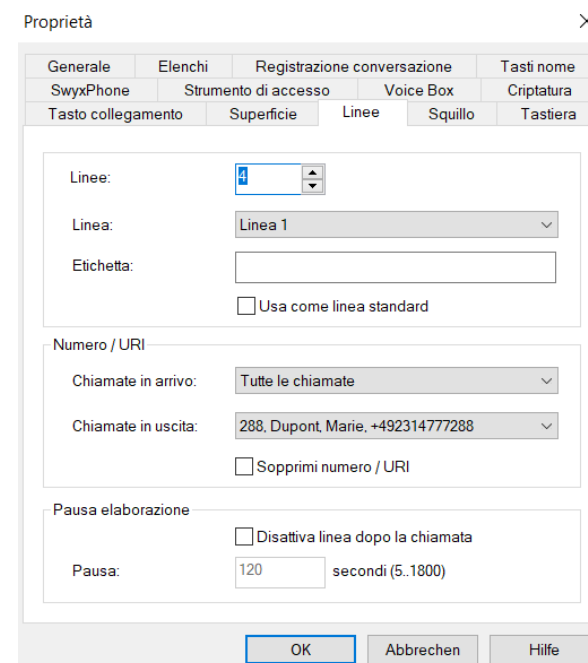 Proprietà
Generale Elenchi Registrazione conversazione Tasti nome
SwyxPhone Strumento di accesso Voice Box Criptatura
Tasto collegamento Superficie Linee Squillo Tastiera
Linee: 4
Linea: Linea 1
Etichetta:
Usa come linea standard
Numero / URI
Chiamate in arrivo: Tutte le chiamate
Chiamate in uscita: 288, Dupont, Marie, +492314777288
Sopprimi numero / URI
Pausa elaborazione
Disattiva linea dopo la chiamata
Pausa: 120 secondi (5..1800)
OK Abbrechen Hilfe